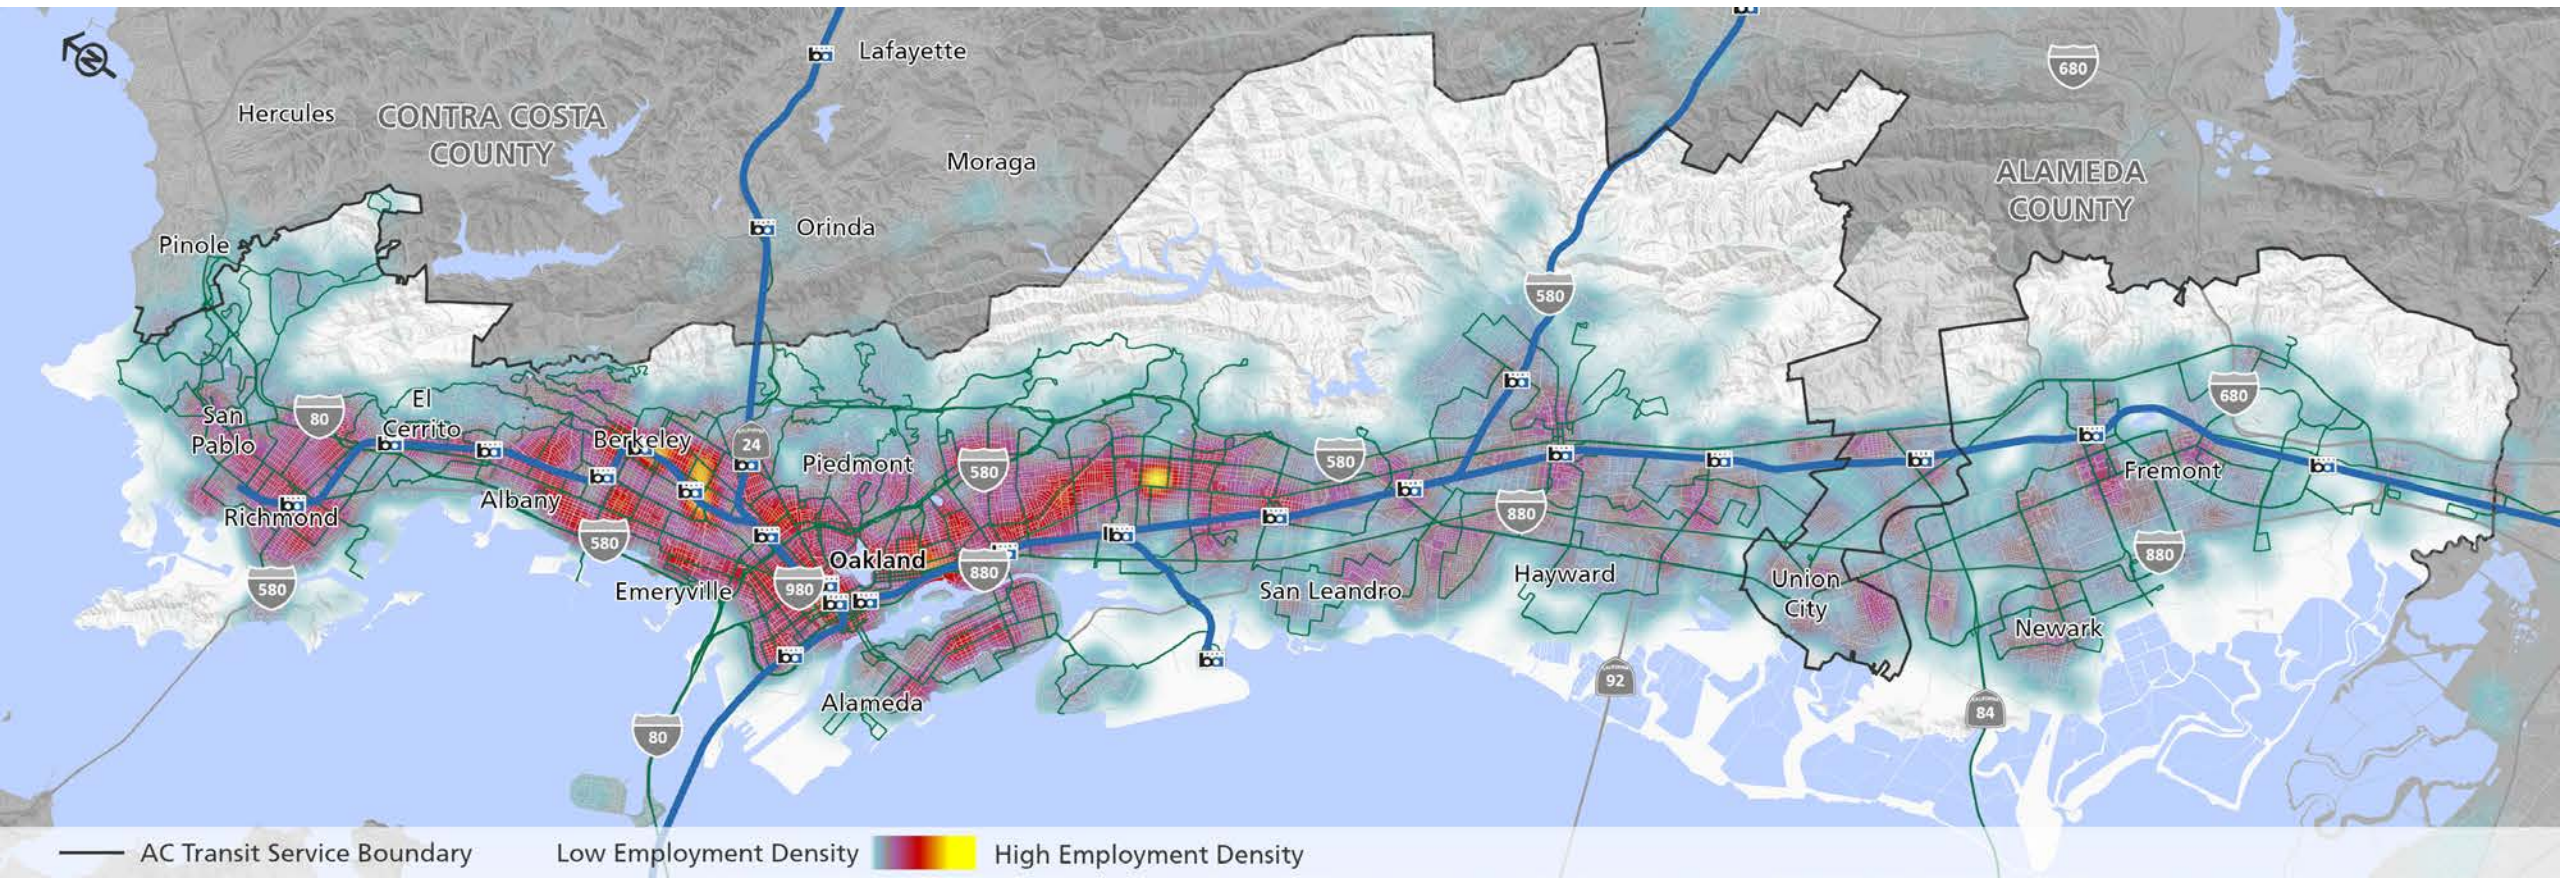 N
Lafayette
680
Hercules
CONTRA COSTA
COUNTY
Moraga
ALAMEDA
COUNTY
Orinda
Pinole
580
El
Cerrito
San
Pablo
80
680
Berkeley
24
Piedmont
580
580
Fremont
Albany
Richmond
880
580
Oakland
880
880
580
980
Emeryville
San Leandro
Hayward
Union
City
Newark
Alameda
92
84
80
AC Transit Service Boundary
Low Employment Density
High Employment Density